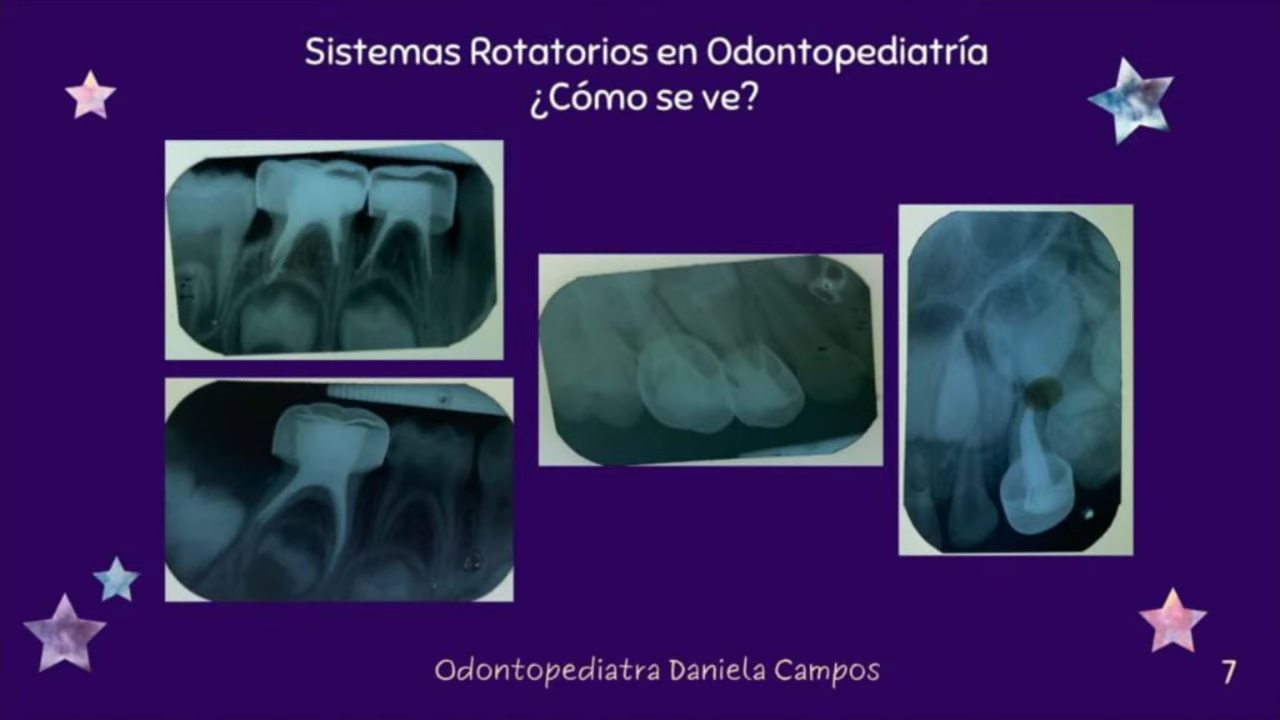 Sistemas Rotatorios en Odontopediatría
¿Cómo se ve?
Odontopediatra Daniela Campos
7